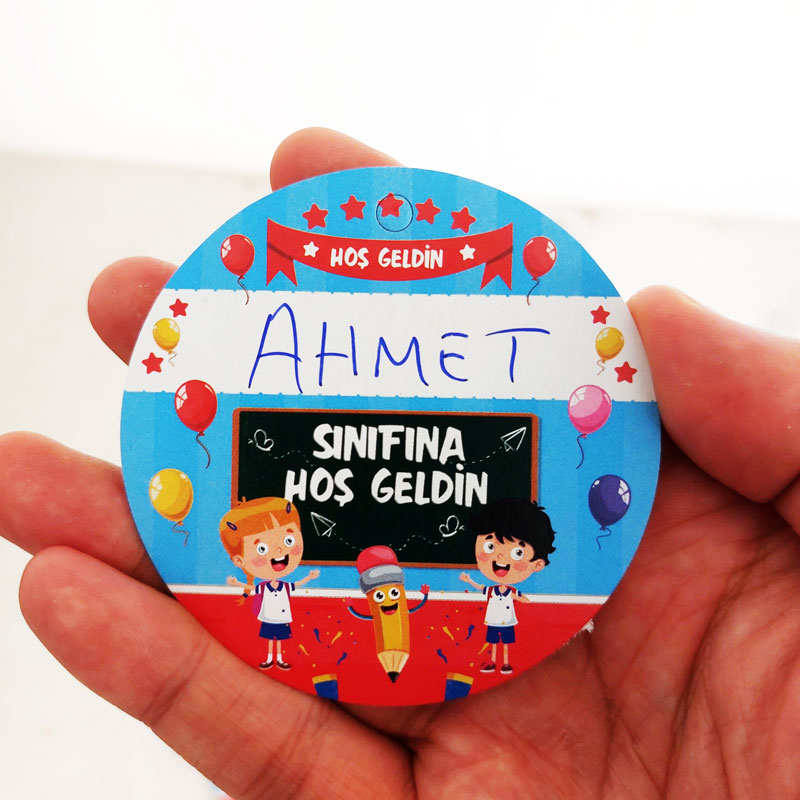 HOŞ GELDİN
AHMET
SINIFINA
HOŞ GELDİN